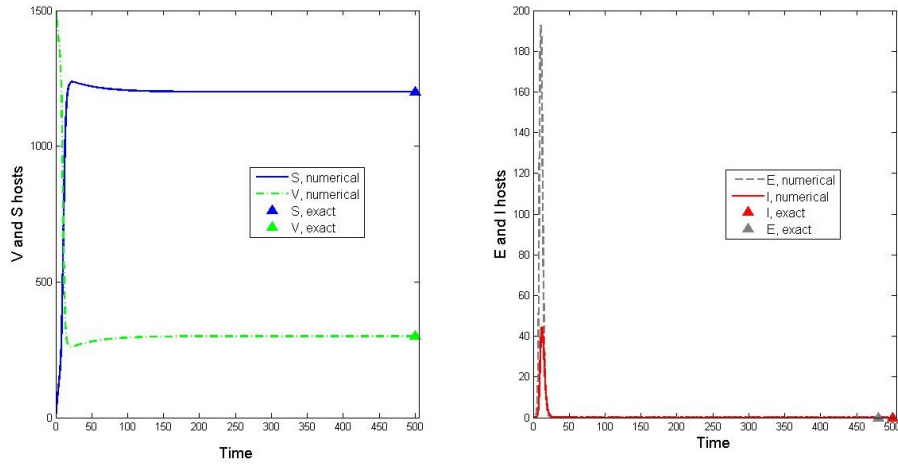 1500
1000
500
0
V and S hosts
S, numerical
V, numerical
S, exact
V, exact
0 50 100 150 200 250 300 350 400 450 500
Time
200
180
160
140
120
100
80
60
40
20
0
E and I hosts
E, numerical
I, numerical
I, exact
E, exact
0 50 100 150 200 250 300 350 400 450 500
Time